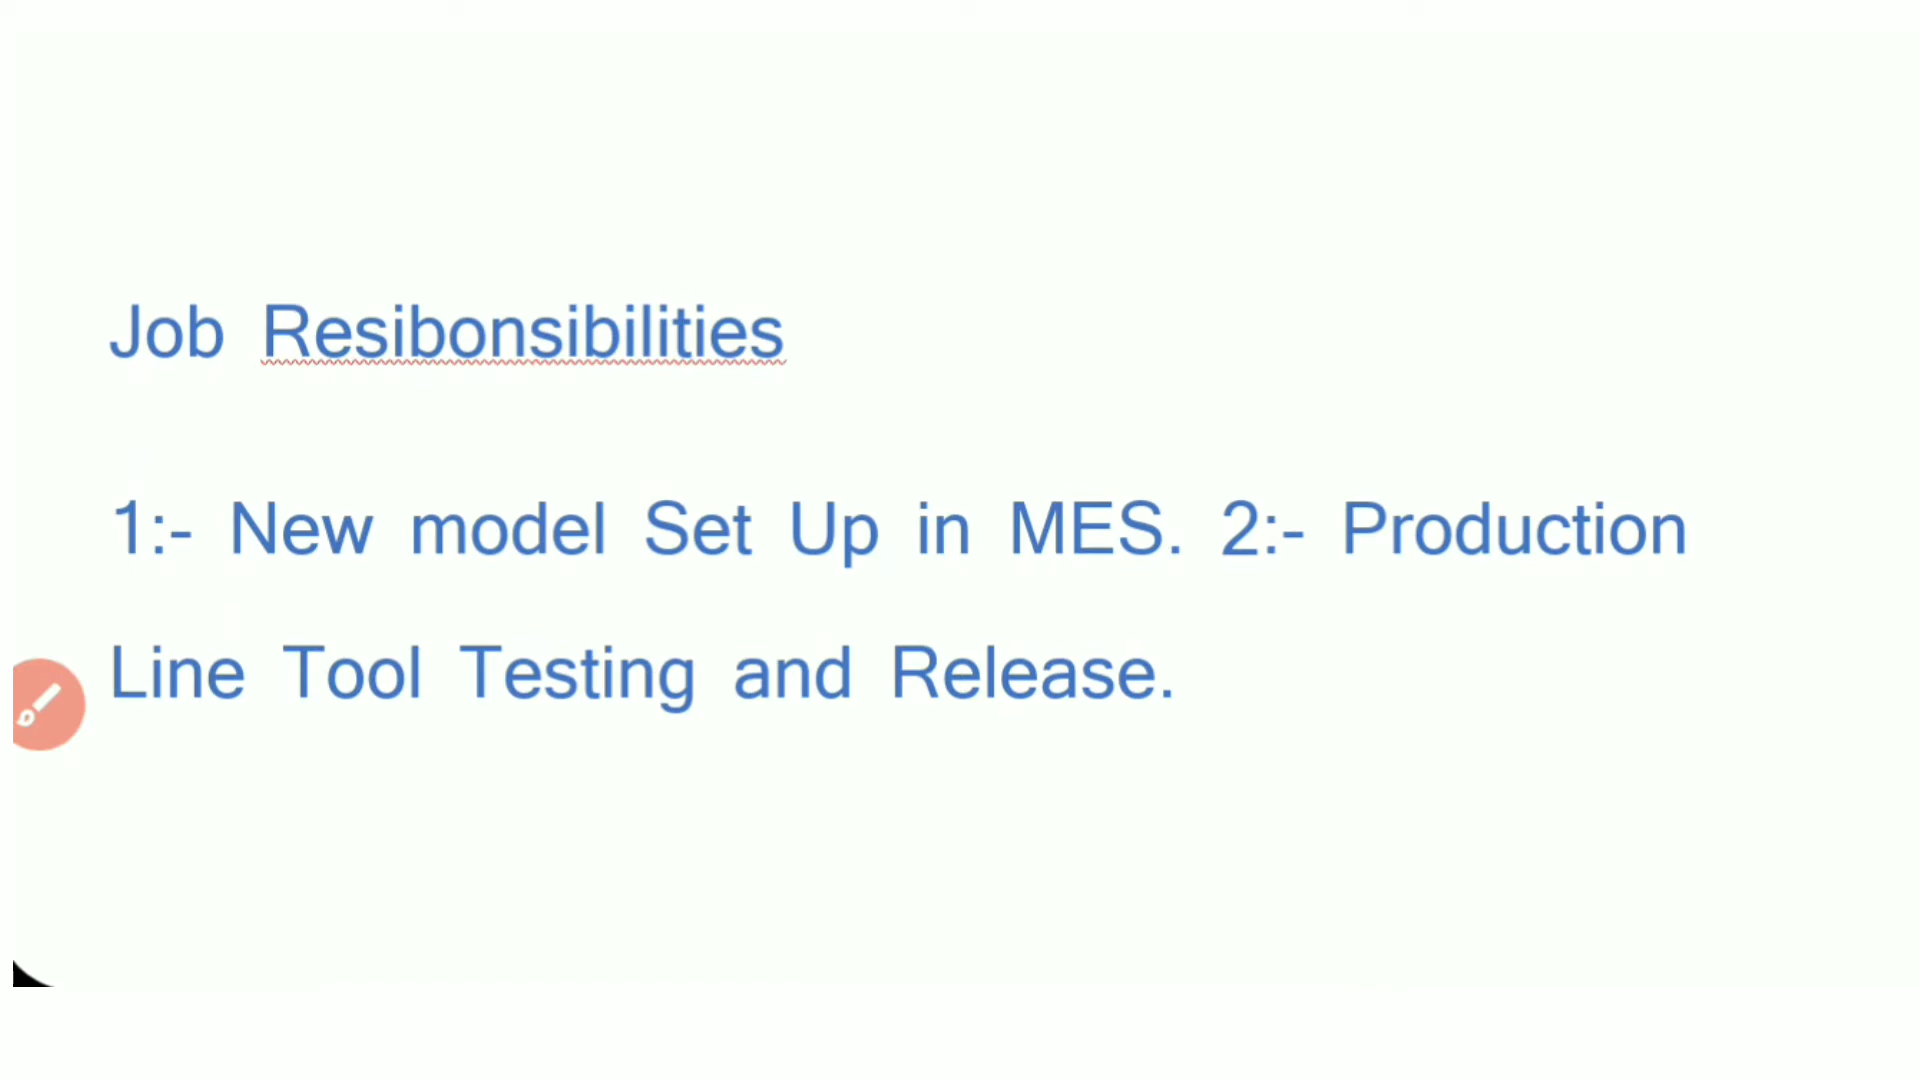 Job Resibonsibilities
1:- New model Set Up in MES. 2:- Production
Line Tool Testing and Release.